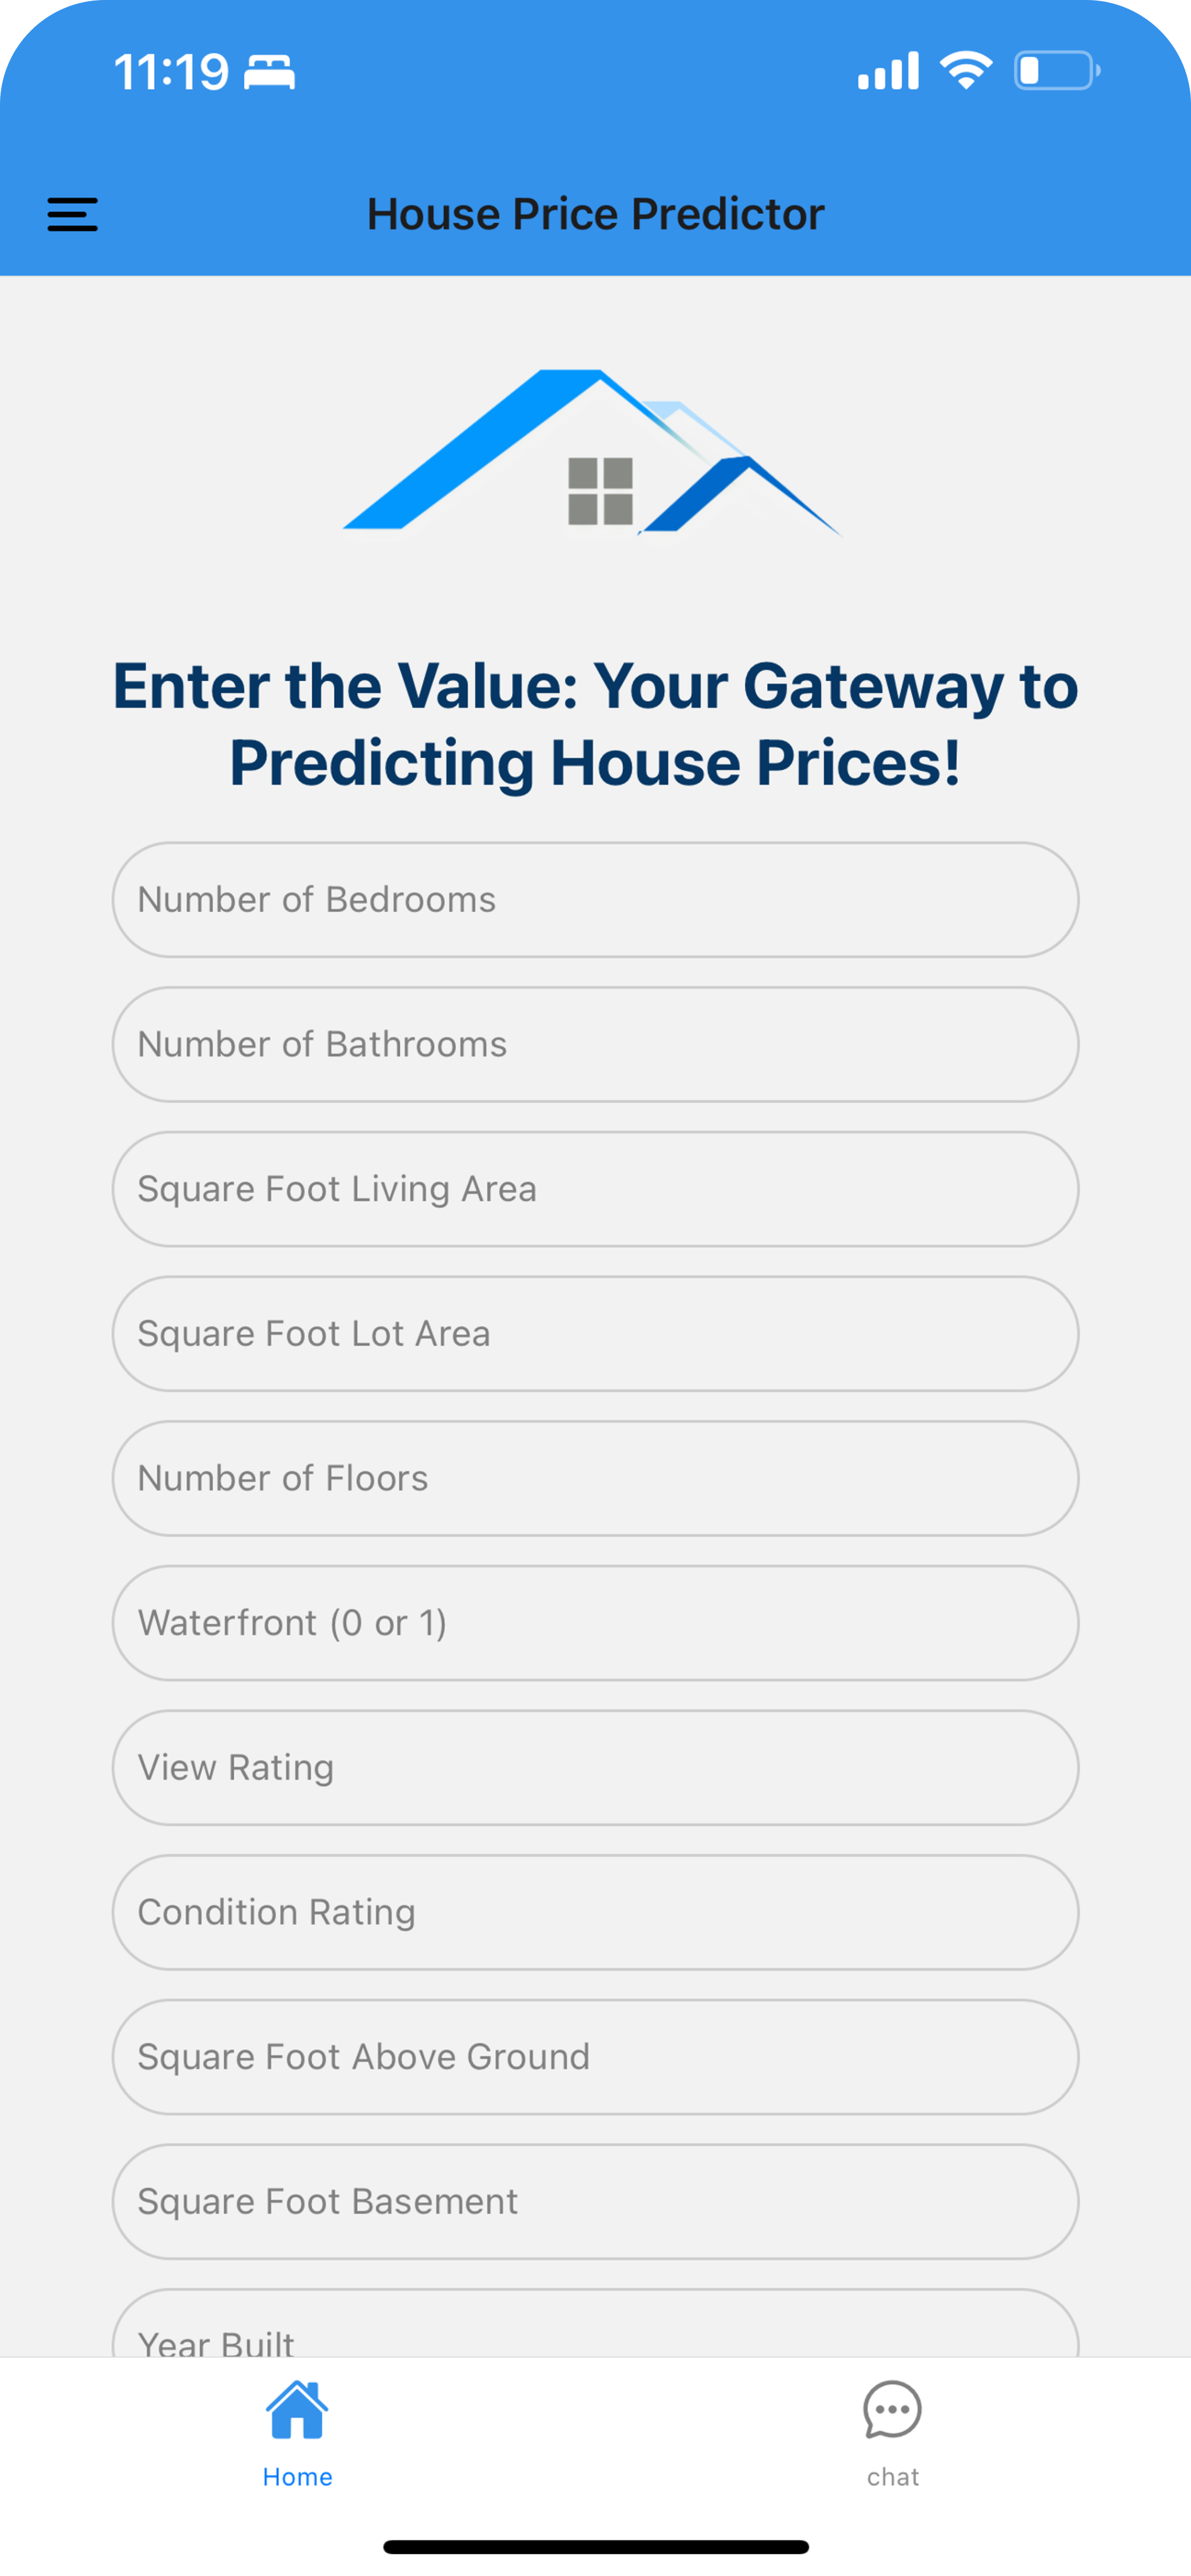 11:19
House Price Predictor
Enter the Value: Your Gateway to
Predicting House Prices!
Number of Bedrooms
Number of Bathrooms
Square Foot Living Area
Square Foot Lot Area
Number of Floors
Waterfront (0 or 1)
View Rating
Condition Rating
Square Foot Above Ground
Square Foot Basement
Year Built
Home
chat